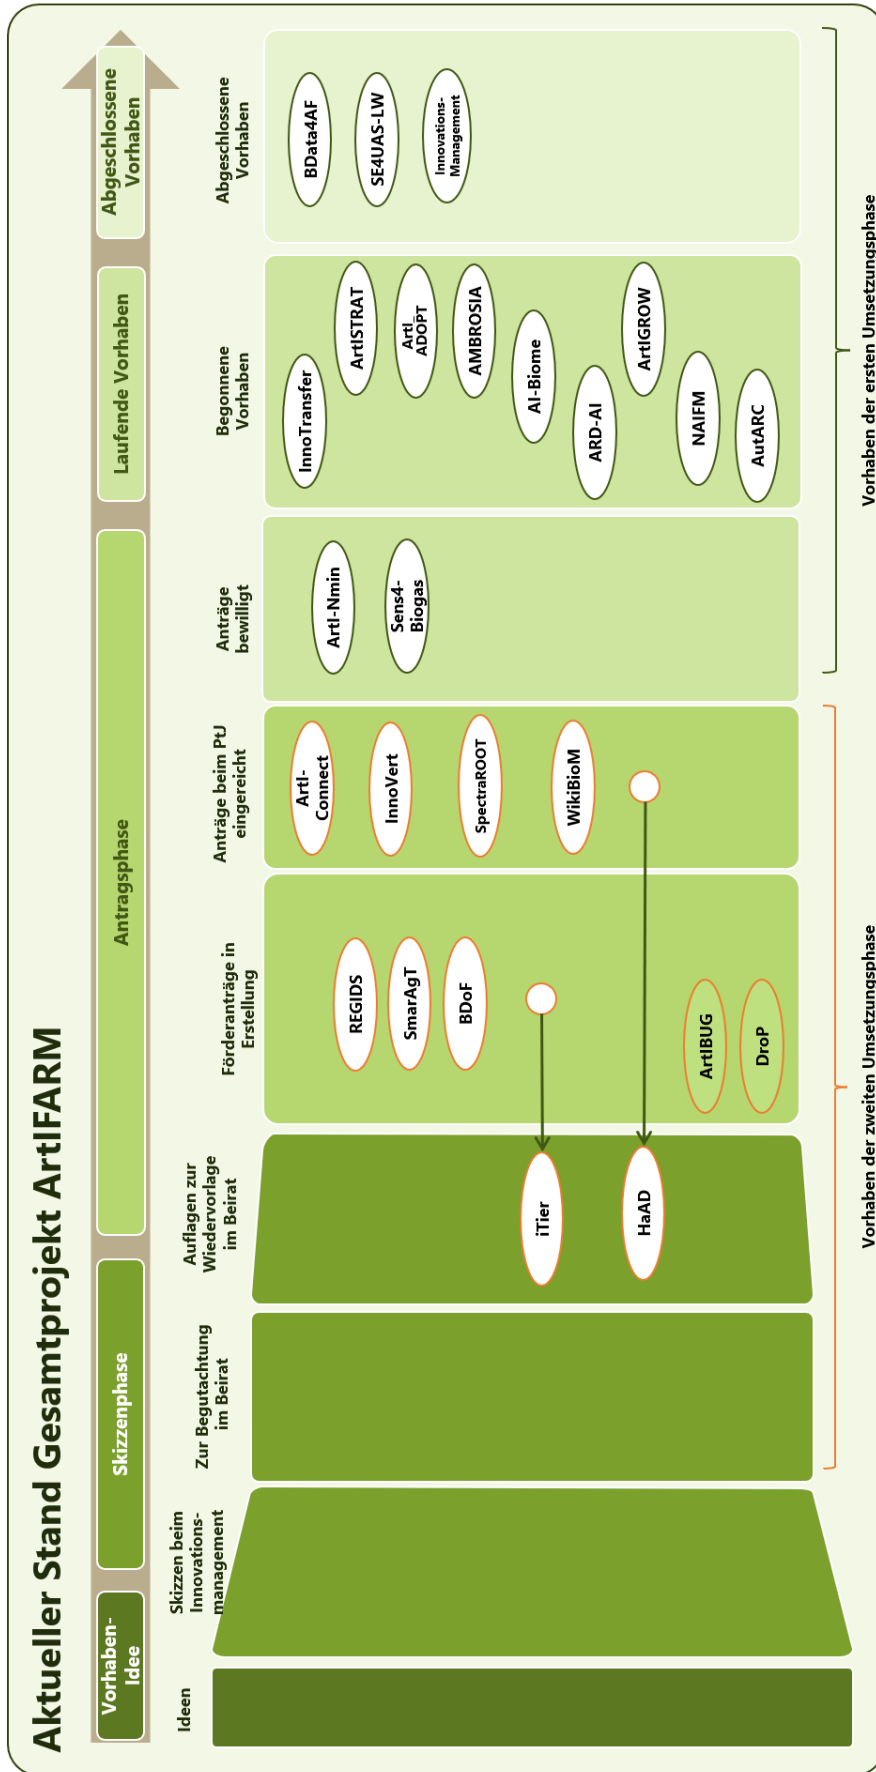 Aktueller Stand Gesamtprojekt ArtIFARM
Vorhaben-
Idee
Skizzenphase
Antragsphase
Laufende Vorhaben
Abgeschlossene
Vorhaben
Ideen
Skizzen beim
Innovations-
management
Zur Begutachtung
im Beirat
Auflagen zur
Wiedervorlage
im Beirat
Förderanträge in
Erstellung
Anträge beim PtJ
eingereicht
Anträge
bewilligt
Begonnene
Vorhaben
Abgeschlossene
Vorhaben
iTier
HaAD
REGIDS
SmarAgT
BDoF
ArtIBUG
DroP
ArtI-
Connect
InnoVert
SpectraROOT
WikiBioM
ArtI-Nmin
Sens4-
Biogas
InnoTransfer
ArtISTRAT
ArtI_
ADOPT
AMBROSIA
AI-Biome
ARD-AI
ArtIGROW
NAIFM
AutARC
BData4AF
SE4UAS-LW
Innovations-
Management
Vorhaben der zweiten Umsetzungsphase
Vorhaben der ersten Umsetzungsphase